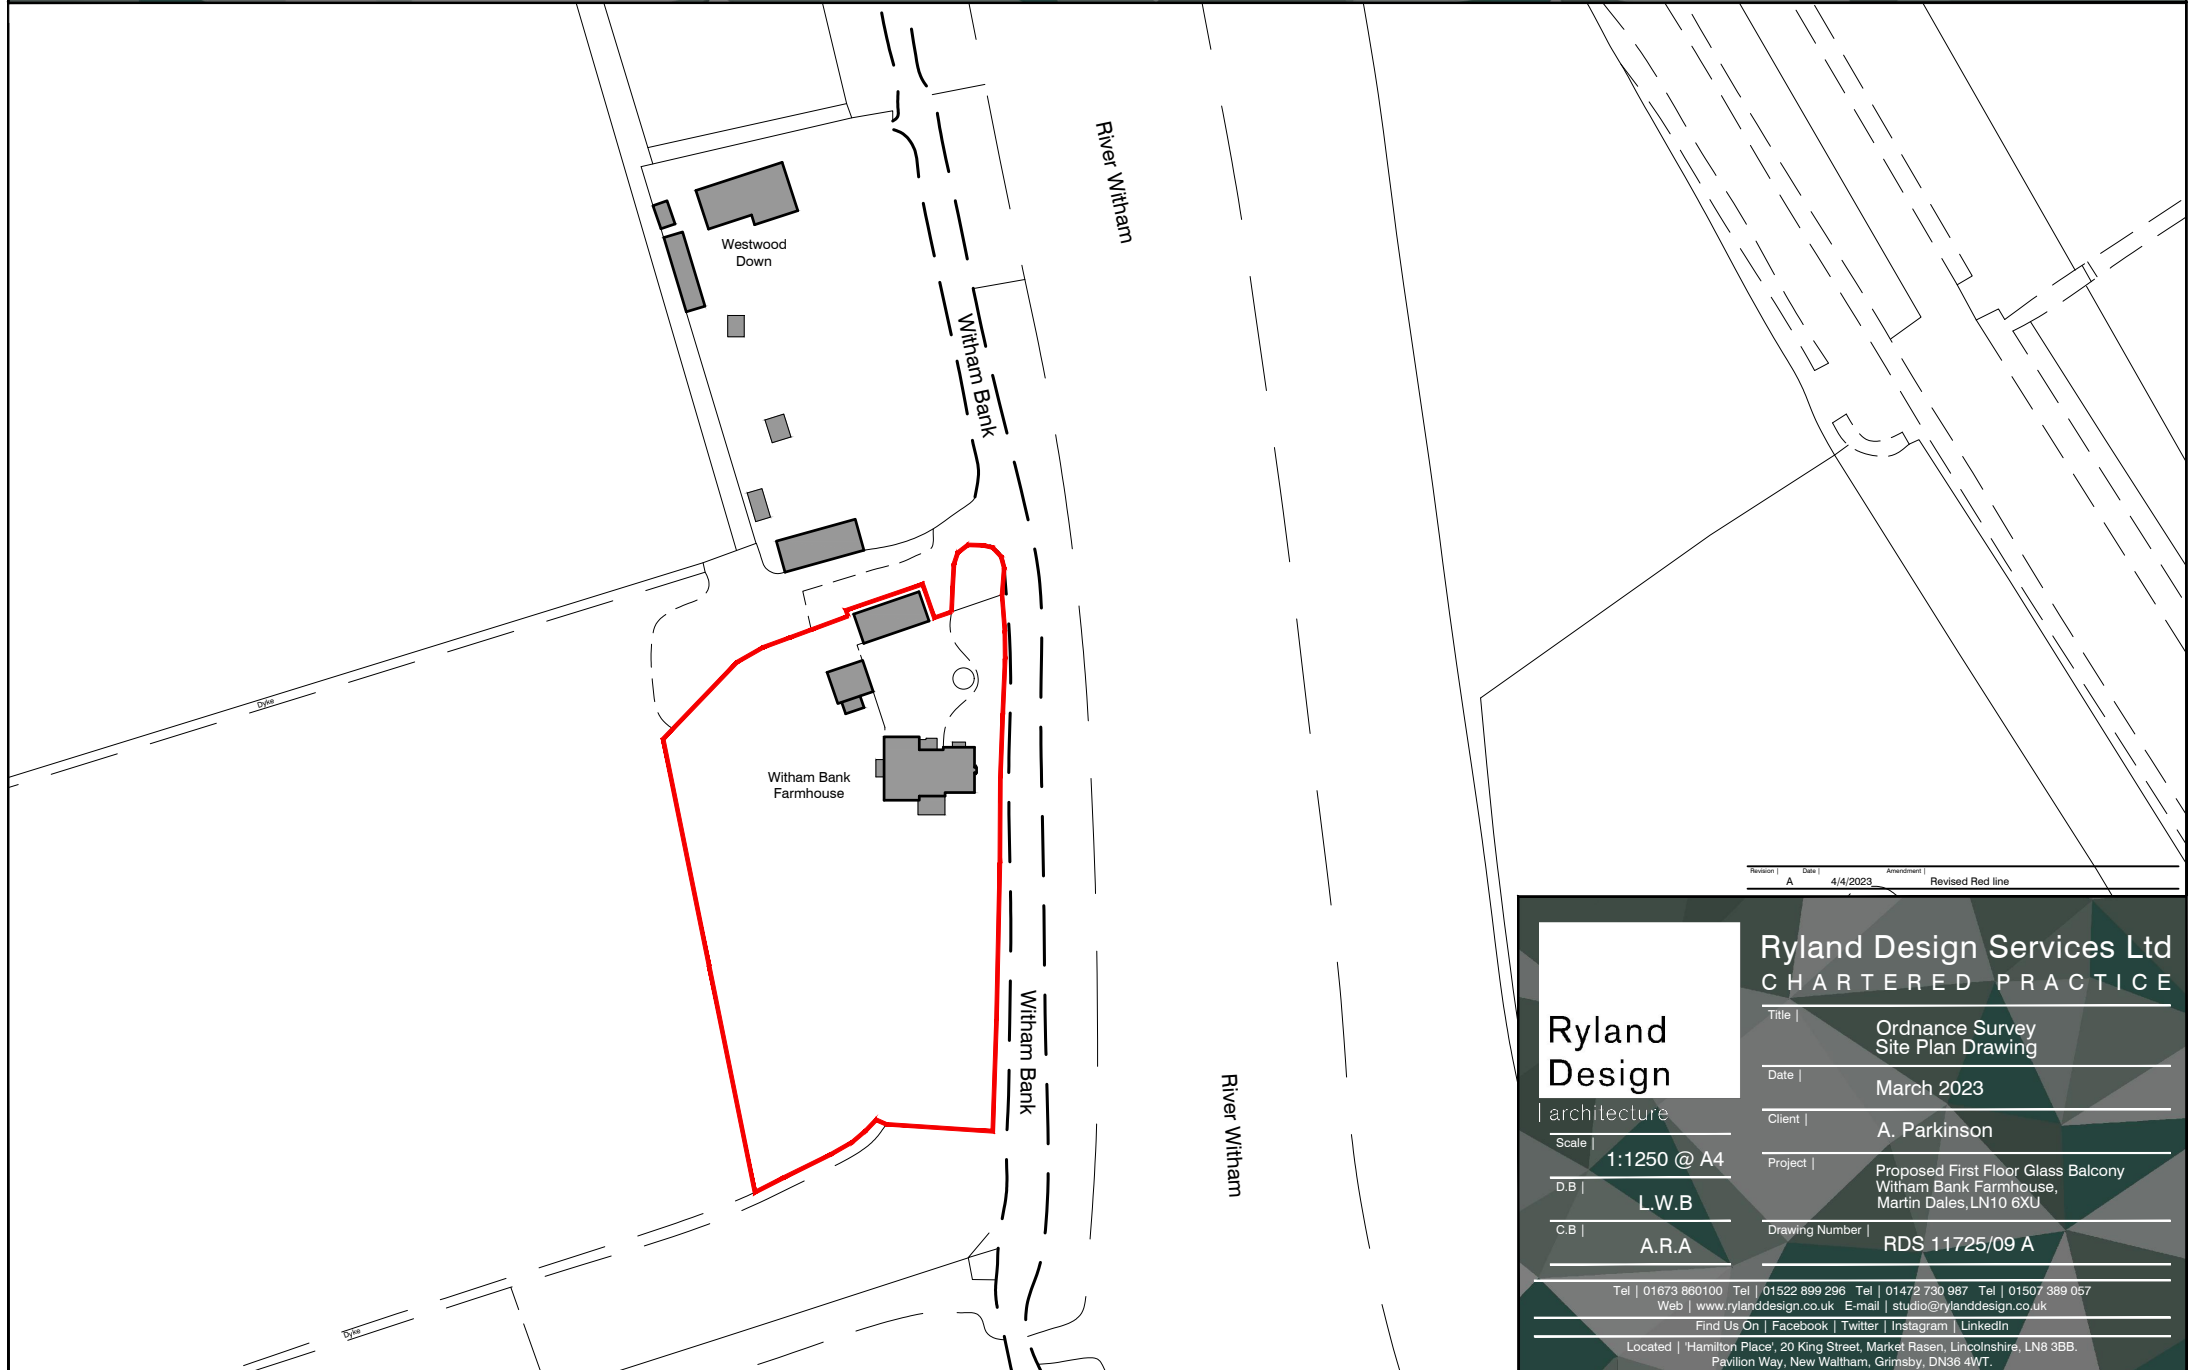 River Witham
Westwood
Down
Witham Bank
Dyke
Witham Bank
Farmhouse
Witham Bank
River Witham
Dyke
Revision | Date | Amendment |
A 4/4/2023 Revised Red line
Ryland
Design
| architecture
Scale |
1:1250 @ A4
D.B |
L.W.B
C.B |
A.R.A
Ryland Design Services Ltd
CHARTERED PRACTICE
Title |
Ordnance Survey
Site Plan Drawing
Date |
March 2023
Client |
A. Parkinson
Project |
Proposed First Floor Glass Balcony
Witham Bank Farmhouse,
Martin Dales,LN10 6XU
Drawing Number |
RDS 11725/09 A
Tel | 01673 860100 Tel | 01522 899 296 Tel | 01472 730 987 Tel | 01507 389 057
Web | www.rylanddesign.co.uk E-mail | studio@rylanddesign.co.uk
Find Us On | Facebook | Twitter | Instagram | LinkedIn
Located | 'Hamilton Place', 20 King Street, Market Rasen, Lincolnshire, LN8 3BB.
Pavilion Way, New Waltham, Grimsby, DN36 4WT.